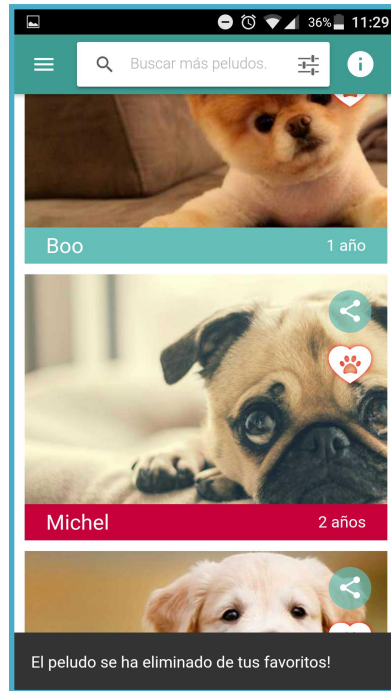 36% 11:29
Buscar más peludos.
Boo 1 año
Michel 2 años
El peludo se ha eliminado de tus favoritos!